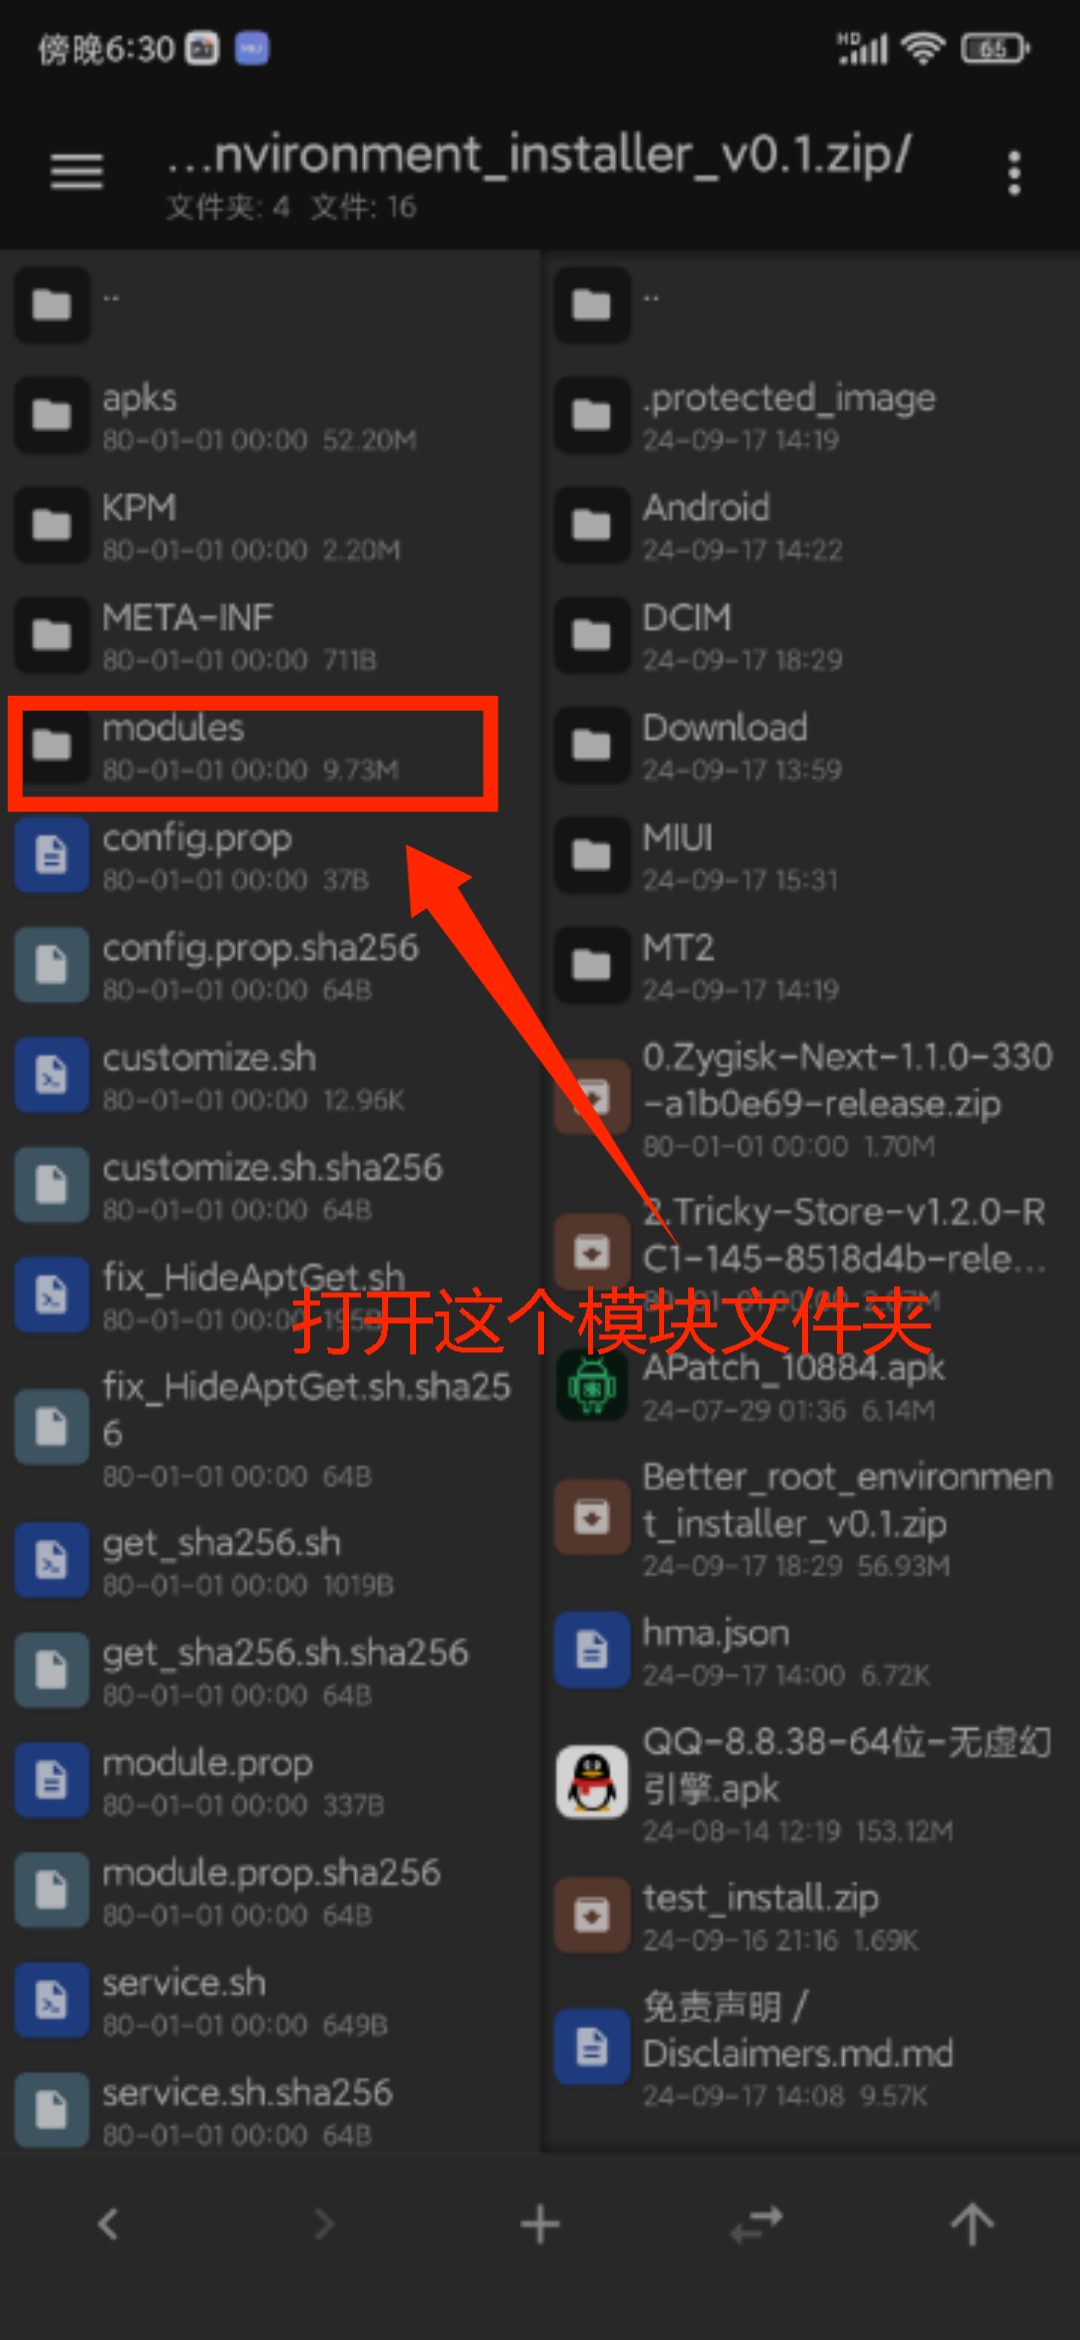 傍晚6:30
HD
65
...nvironment_installer_v0.1.zip/
文件夹: 4 文件: 16
..
apks
80-01-01 00:00 52.20M
KPM
80-01-01 00:00 2.20M
META-INF
80-01-01 00:00 711B
modules
80-01-01 00:00 9.73M
config.prop
80-01-01 00:00 37B
config.prop.sha256
80-01-01 00:00 64B
customize.sh
80-01-01 00:00 12.96K
customize.sh.sha256
80-01-01 00:00 64B
fix_HideAptGet.sh
80-01-01 00:00 195B
fix_HideAptGet.sh.sha25
6
80-01-01 00:00 64B
get_sha256.sh
80-01-01 00:00 1019B
get_sha256.sh.sha256
80-01-01 00:00 64B
module.prop
80-01-01 00:00 337B
module.prop.sha256
80-01-01 00:00 64B
service.sh
80-01-01 00:00 649B
service.sh.sha256
80-01-01 00:00 64B
..
.protected_image
24-09-17 14:19
Android
24-09-17 14:22
DCIM
24-09-17 18:29
Download
24-09-17 13:59
MIUI
24-09-17 15:31
MT2
24-09-17 14:19
0.Zygisk-Next-1.1.0-330
-a1b0e69-release.zip
80-01-01 00:00 1.70M
2.Tricky-Store-v1.2.0-R
C1-145-8518d4b-rele...
80-01-01 00:00
打开这个模块文件夹
APatch_10884.apk
24-07-29 01:36 6.14M
Better_root_environmen
t_installer_v0.1.zip
24-09-17 18:29 56.93M
hma.json
24-09-17 14:00 6.72K
QQ-8.8.38-64位-无虚幻
引擎.apk
24-08-14 12:19 153.12M
test_install.zip
24-09-16 21:16 1.69K
免责声明 /
Disclaimers.md.md
24-09-17 14:08 9.57K